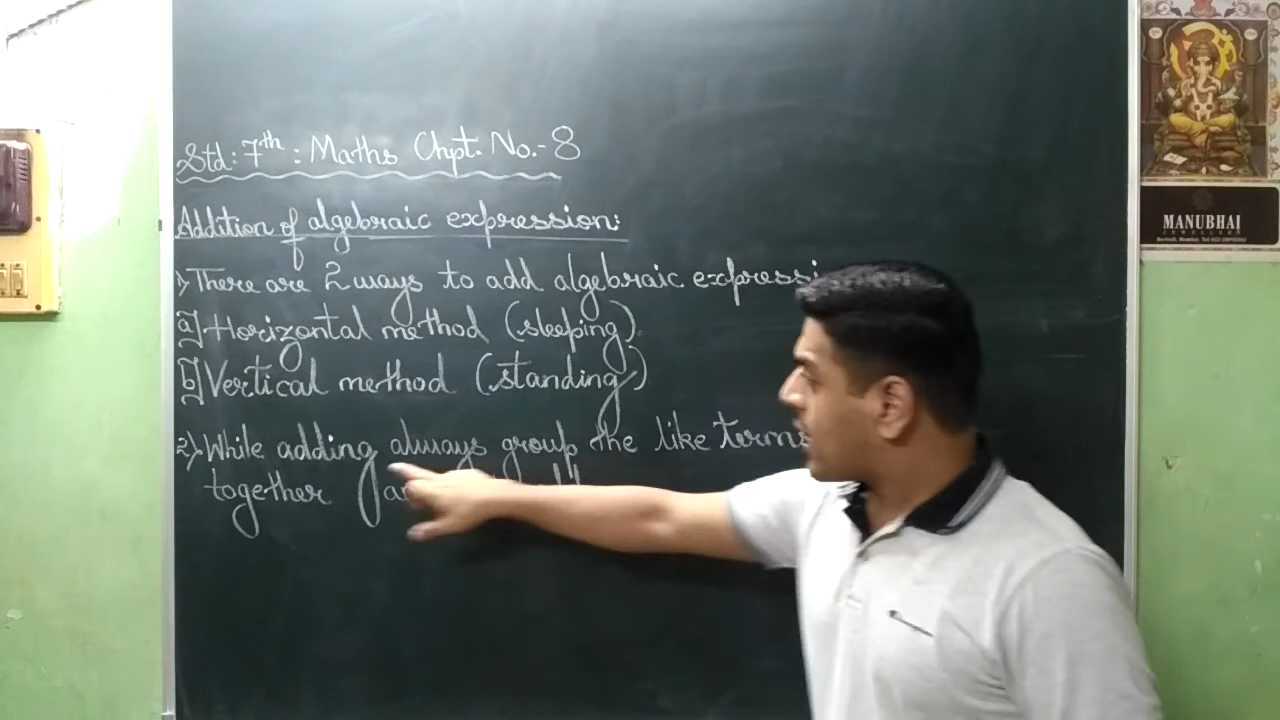 Std: 7th : Maths Chpt. No.- 8
Addition of algebraic expression:
1) There are 2 ways to add algebraic
a] Horizontal method (sleeping)
b] Vertical method (standing)
2) While adding always group the like terms
together
MANUBHAI
JEWELLERS